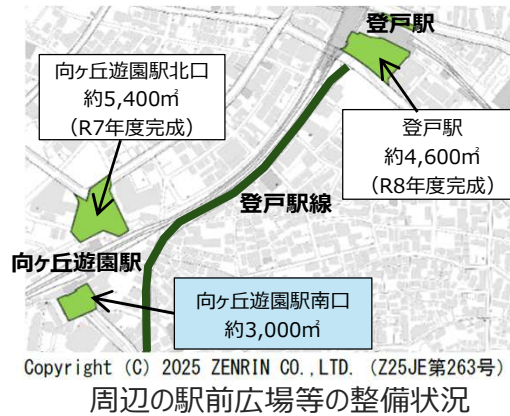 登戸駅
向ヶ丘遊園駅北口
約5,400㎡
（R7年度完成）
登戸駅
約4,600㎡
（R8年度完成）
登戸駅線
向ヶ丘遊園駅
向ヶ丘遊園駅南口
約3,000㎡
Copyright (C) 2025 ZENRIN CO.,LTD. (Z25JE第263号)
周辺の駅前広場等の整備状況